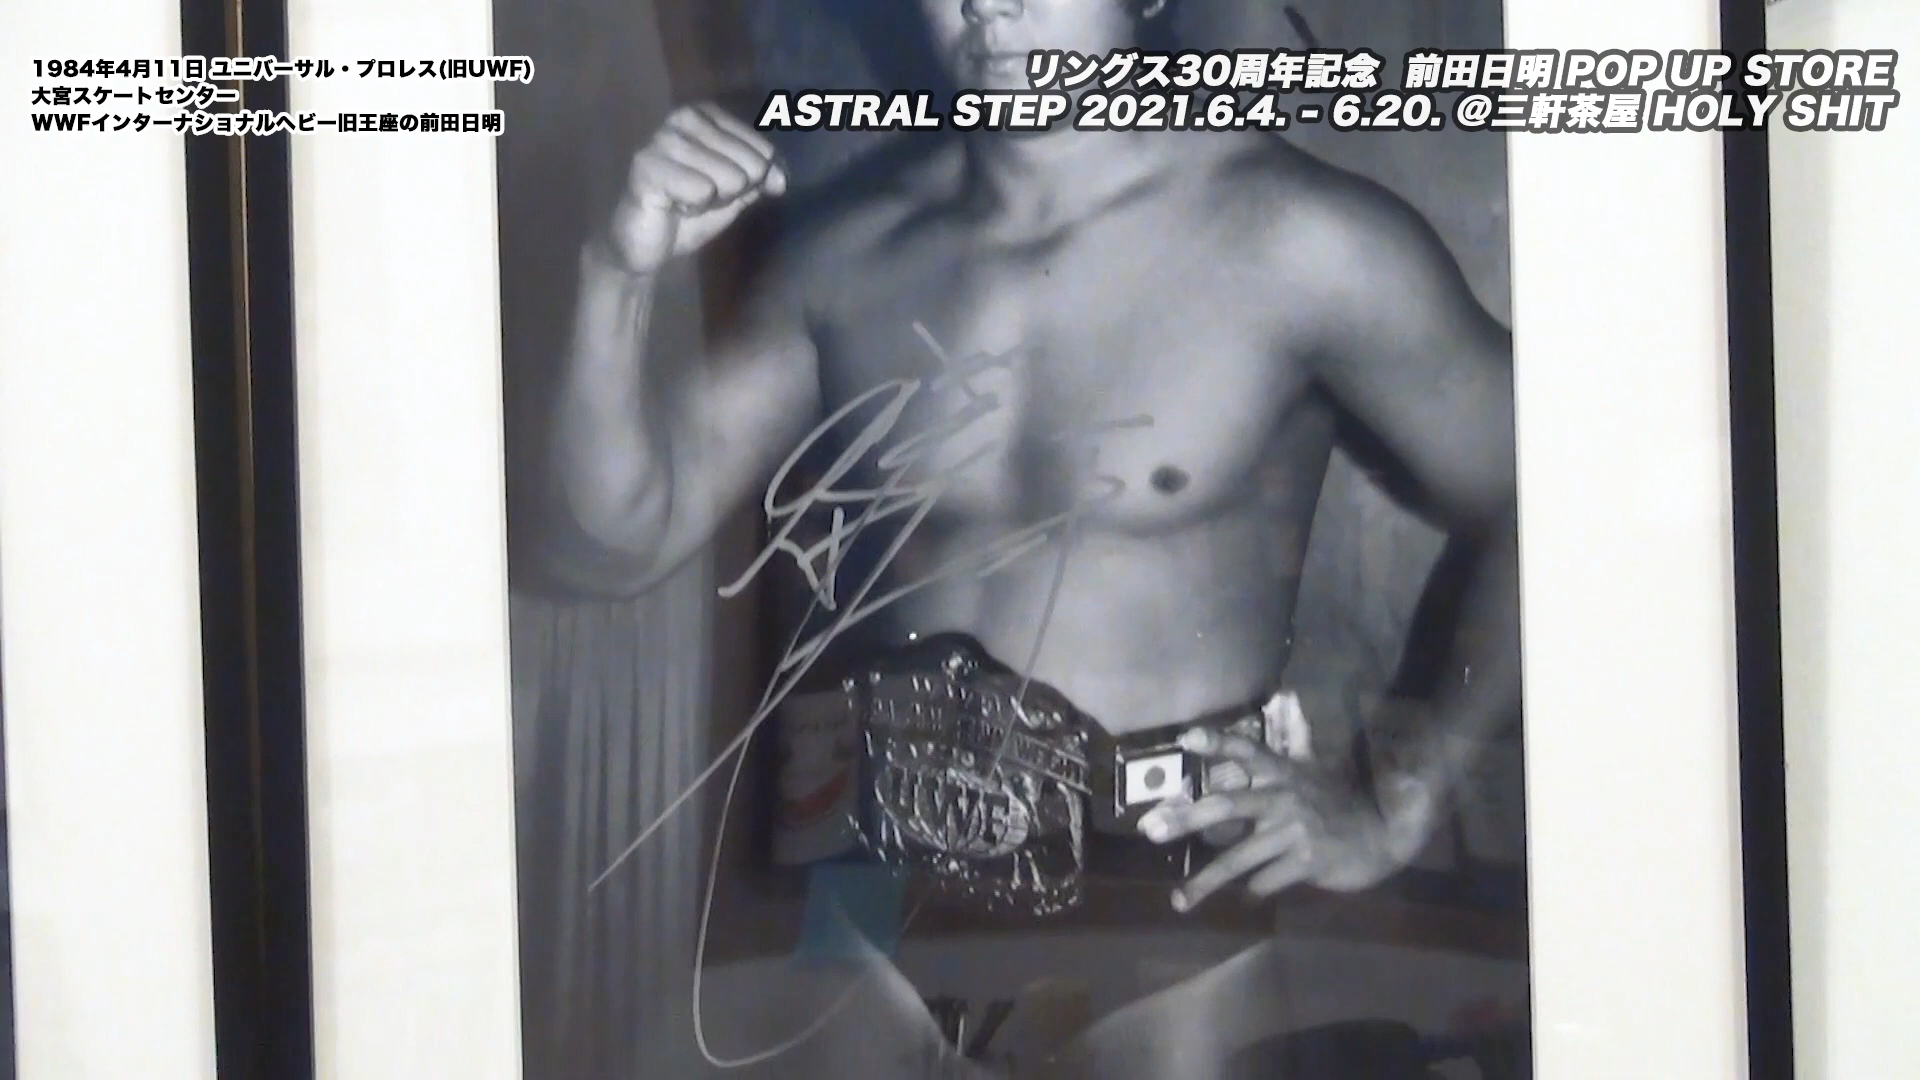 1984年4月11日 ユニバーサル・プロレス(旧UWF)
大宮スケートセンター
WWFインターナショナルヘビー旧王座の前田日明
リングス30周年記念 前田日明 POP UP STORE
ASTRAL STEP 2021.6.4. - 6.20. @三軒茶屋 HOLY SHIT